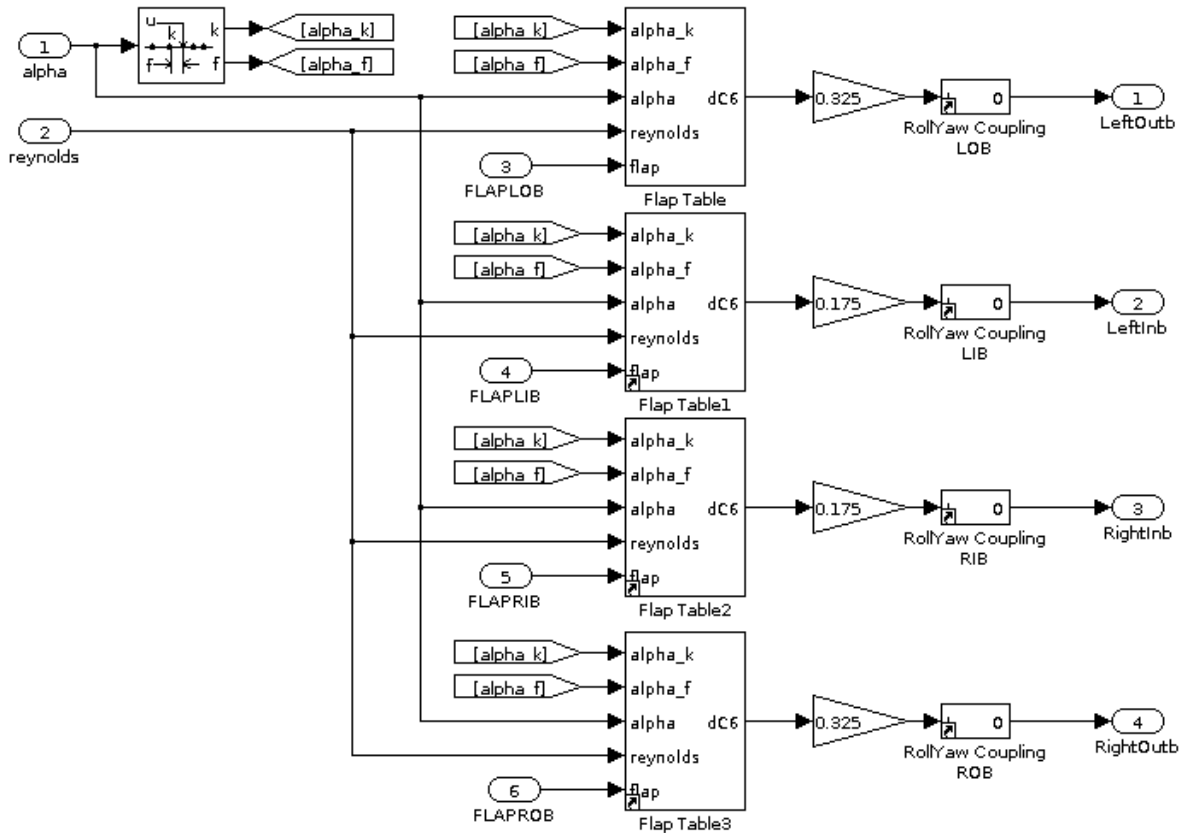 1
alpha
u
k
f
k
f
[alpha_k]
[alpha_f]
2
reynolds
[alpha_k]
[alpha_f]
3
FLAPLOB
alpha_k
alpha_f
alpha
reynolds
flap
dC6
Flap Table
0.325
0
RollYaw Coupling
LOB
1
LeftOutb
[alpha_k]
[alpha_f]
4
FLAPLIB
alpha_k
alpha_f
alpha
reynolds
flap
dC6
Flap Table1
0.175
0
RollYaw Coupling
LIB
2
LeftInb
[alpha_k]
[alpha_f]
5
FLAPRIB
alpha_k
alpha_f
alpha
reynolds
flap
dC6
Flap Table2
0.175
0
RollYaw Coupling
RIB
3
RightInb
[alpha_k]
[alpha_f]
6
FLAPROB
alpha_k
alpha_f
alpha
reynolds
flap
dC6
Flap Table3
0.325
0
RollYaw Coupling
ROB
4
RightOutb